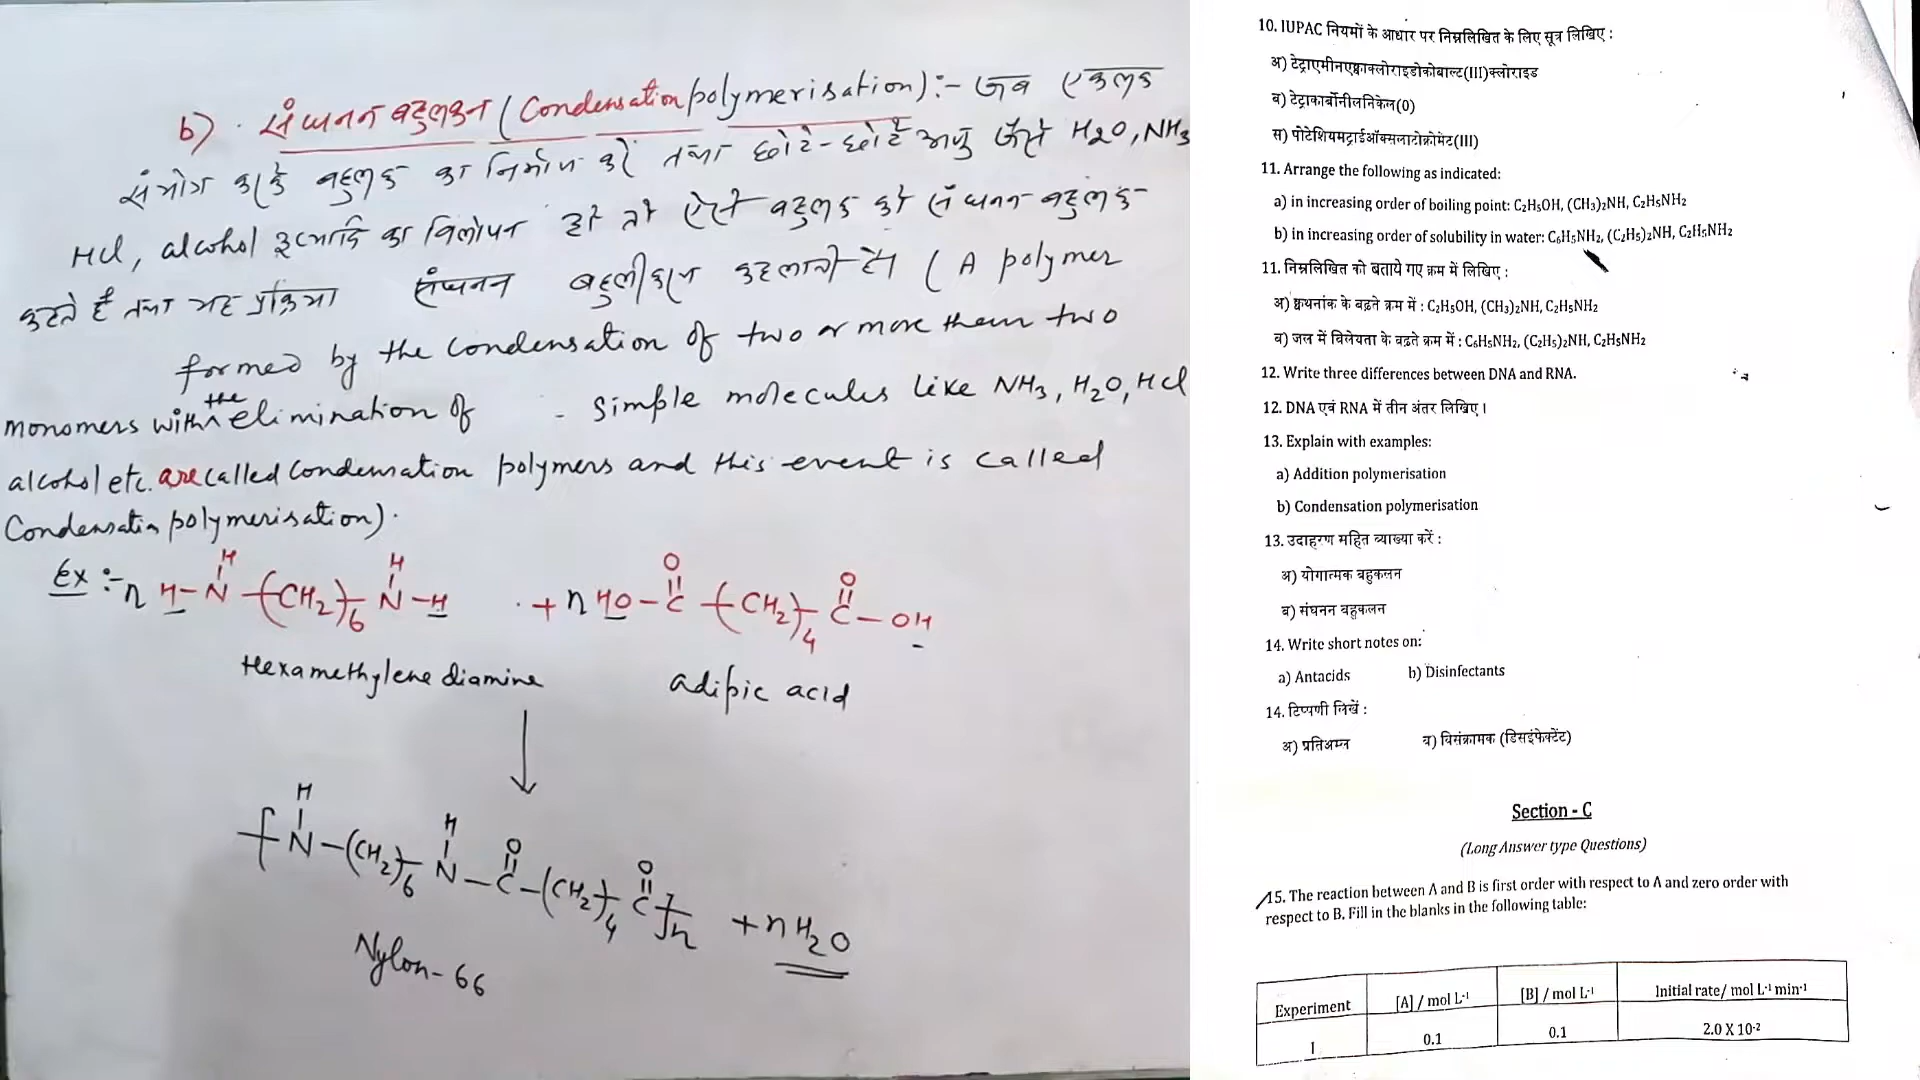 b) संघनन बहुलकन (Condensation polymerisation) :- जब एकलक
संयोग करके बहुलक का निर्माण करें तथा छोटे-छोटे अणु जैसे H2O, NH3
HCl, alcohol इत्यादि का विलोपन हो तो ऐसे बहुलक को संघनन बहुलक
कहते हैं तथा यह प्रक्रिया संघनन बहुलीकरण कहलाती है। (A polymer
formed by the condensation of two or more them two
monomers with the elimination of - simple molecules like NH3, H2O, HCl
alcohol etc. are called condensation polymers and this event is called
Condensation polymerisation).
Ex :- n H-N(H)-(CH2)6-N(H)-H + n HO-C(=O)-(CH2)4-C(=O)-OH
Hexamethylene diamine adipic acid
-[N(H)-(CH2)6-N(H)-C(=O)-(CH2)4-C(=O)]n + nH2O
Nylon-66
10. IUPAC नियमों के आधार पर निम्नलिखित के लिए सूत्र लिखिए :
अ) टेट्राएमीनएक्वाक्लोराइडोकोबाल्ट(III)क्लोराइड
ब) टेट्राकार्बोनीलनिकेल(0)
स) पोटेशियमट्राईऑक्सलाटोक्रोमेट(III)
11. Arrange the following as indicated:
a) in increasing order of boiling point: C2H5OH, (CH3)2NH, C2H5NH2
b) in increasing order of solubility in water: C6H5NH2, (C2H5)2NH, C2H5NH2
11. निम्नलिखित को बताये गए क्रम में लिखिए :
अ) क्वथनांक के बढ़ते क्रम में : C2H5OH, (CH3)2NH, C2H5NH2
ब) जल में विलेयता के बढ़ते क्रम में : C6H5NH2, (C2H5)2NH, C2H5NH2
12. Write three differences between DNA and RNA.
12. DNA एवं RNA में तीन अंतर लिखिए।
13. Explain with examples:
a) Addition polymerisation
b) Condensation polymerisation
13. उदाहरण महित व्याख्या करें :
अ) योगात्मक बहुकलन
ब) संघनन बहुकलन
14. Write short notes on:
a) Antacids b) Disinfectants
14. टिप्पणी लिखें :
अ) प्रतिअम्ल ब) विसंक्रामक (डिसइंफेक्टेंट)
Section - C
(Long Answer type Questions)
15. The reaction between A and B is first order with respect to A and zero order with
respect to B. Fill in the blanks in the following table:
Experiment [A] / mol L-1 [B] / mol L-1 Initial rate/ mol L-1 min-1
I 0.1 0.1 2.0 X 10-2